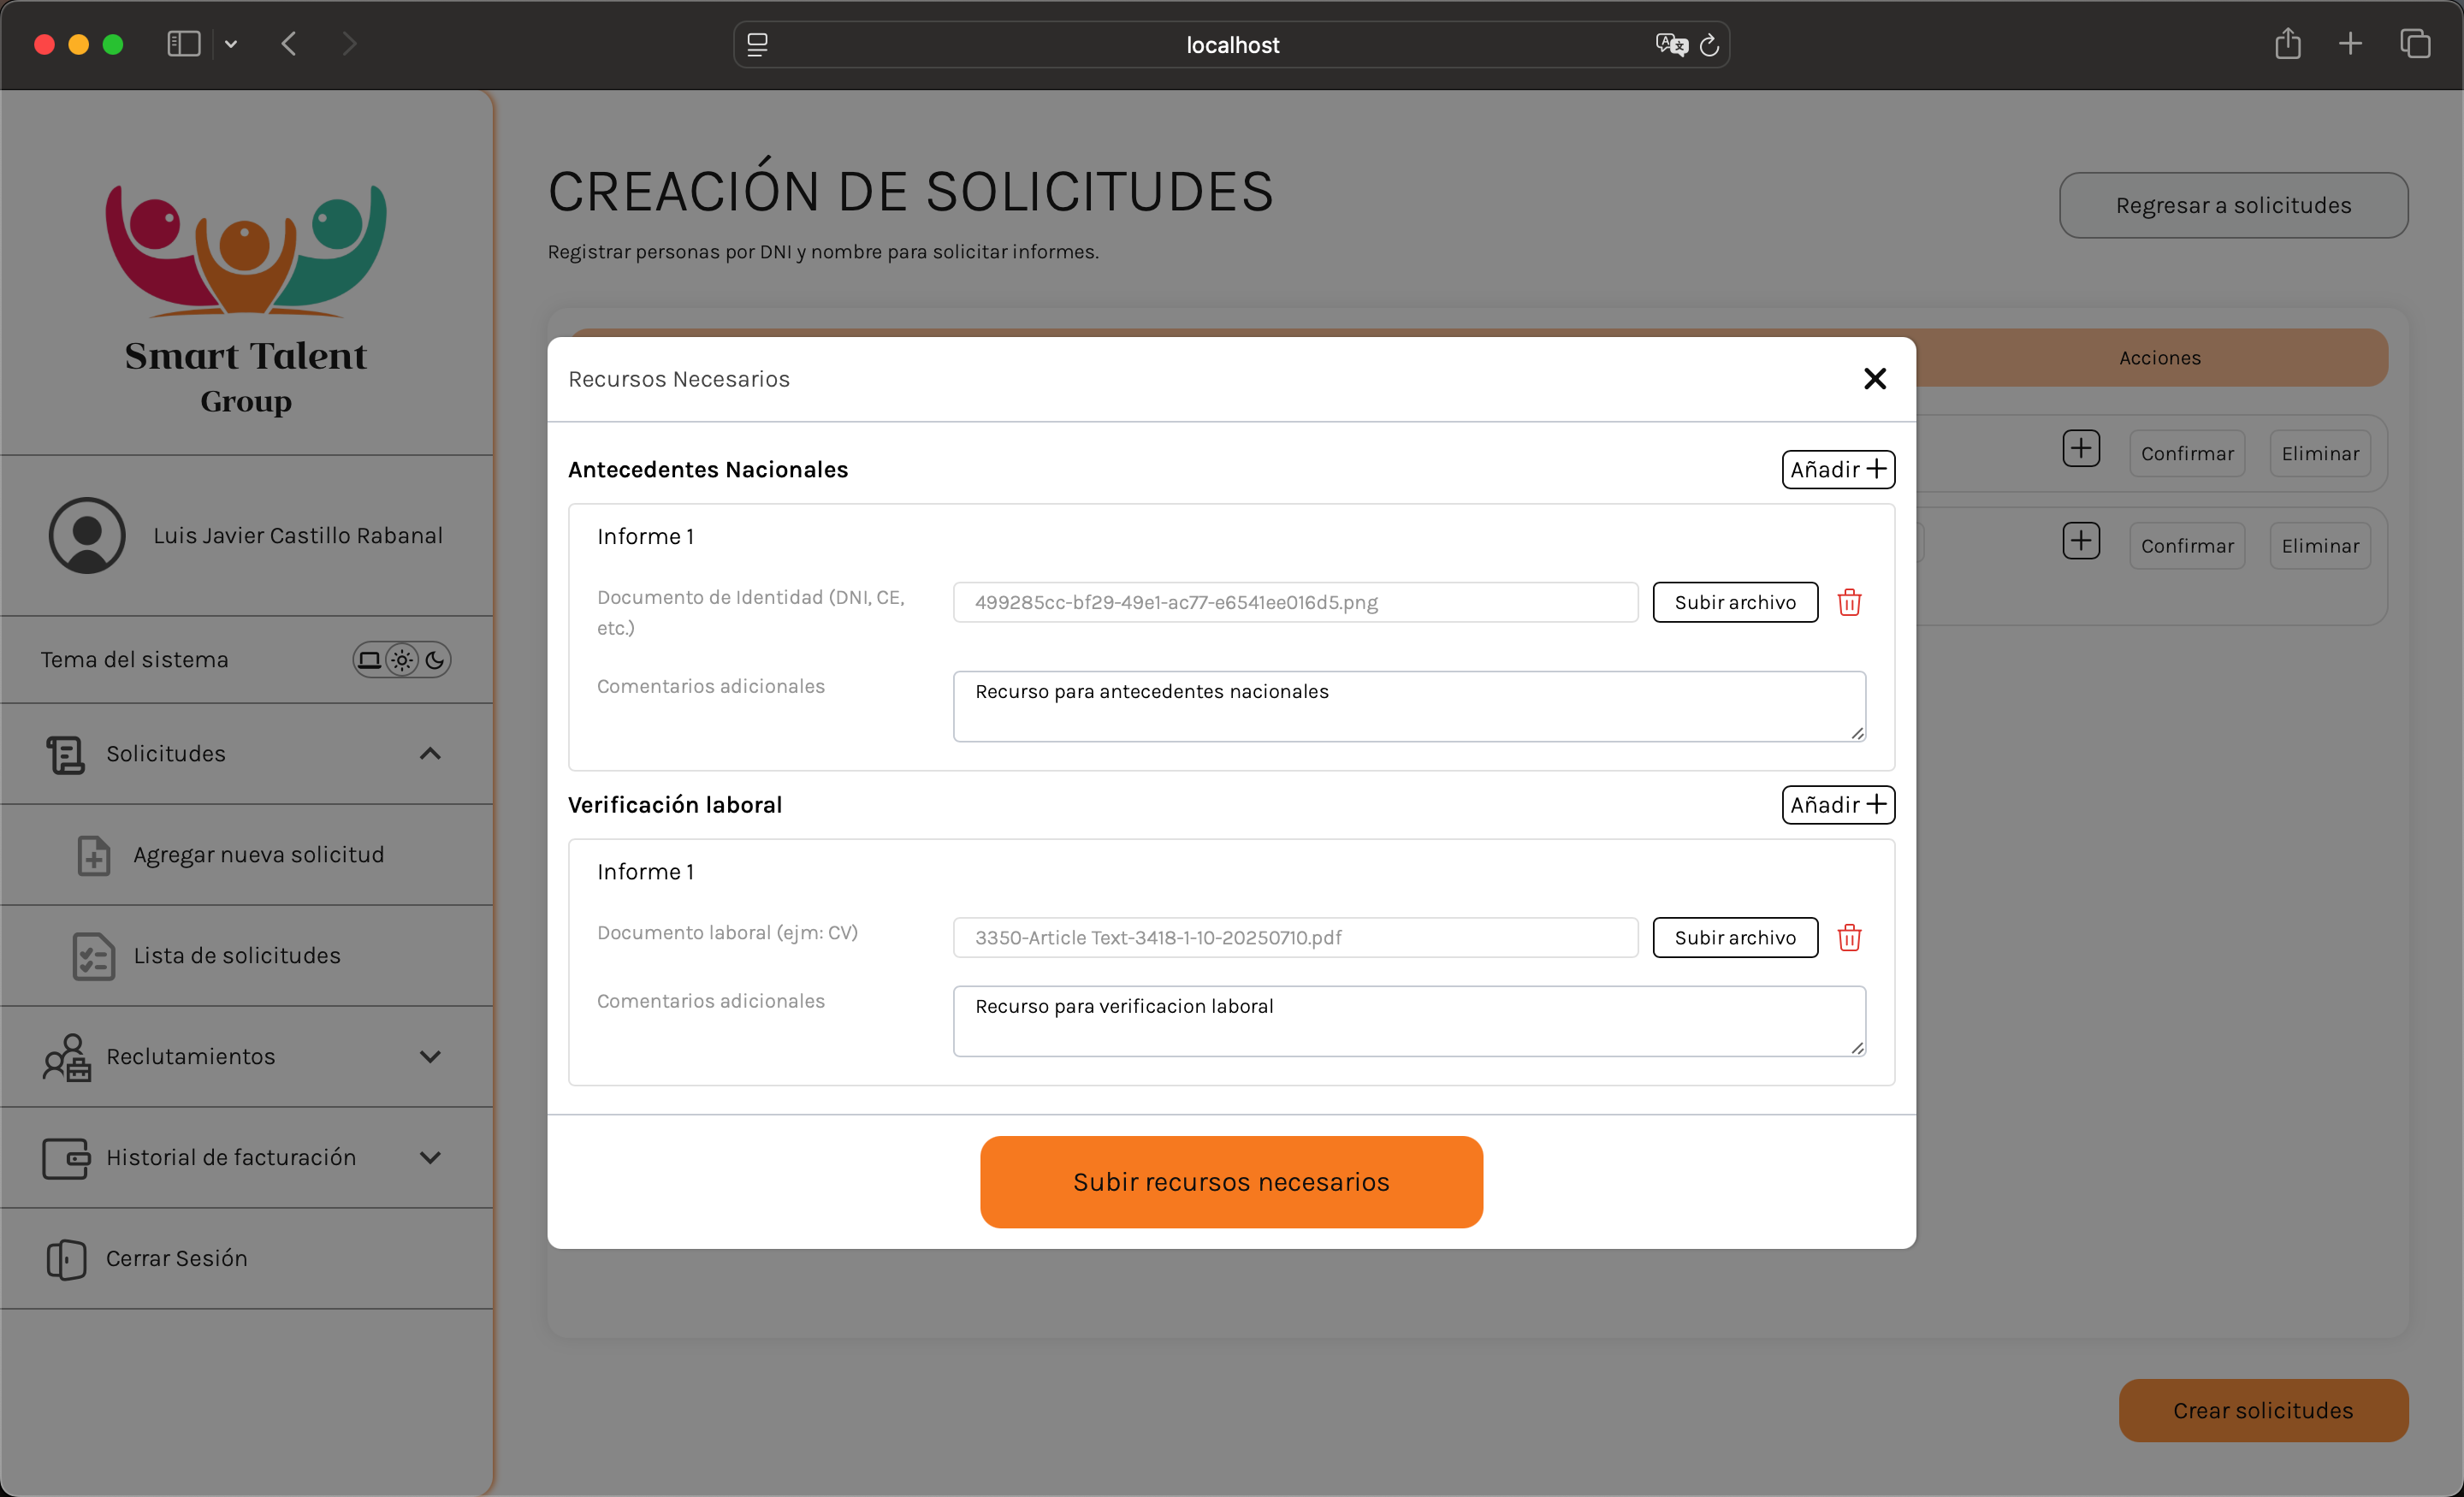 localhost
Smart Talent
Group
Luis Javier Castillo Rabanal
Tema del sistema
Solicitudes
Agregar nueva solicitud
Lista de solicitudes
Reclutamientos
Historial de facturación
Cerrar Sesión
CREACIÓN DE SOLICITUDES
Registrar personas por DNI y nombre para solicitar informes.
Regresar a solicitudes
Acciones
Confirmar
Eliminar
Confirmar
Eliminar
Recursos Necesarios
Antecedentes Nacionales
Añadir
Informe 1
Documento de Identidad (DNI, CE,
etc.)
499285cc-bf29-49e1-ac77-e6541ee016d5.png
Subir archivo
Comentarios adicionales
Recurso para antecedentes nacionales
Verificación laboral
Añadir
Informe 1
Documento laboral (ejm: CV)
3350-Article Text-3418-1-10-20250710.pdf
Subir archivo
Comentarios adicionales
Recurso para verificacion laboral
Subir recursos necesarios
Crear solicitudes